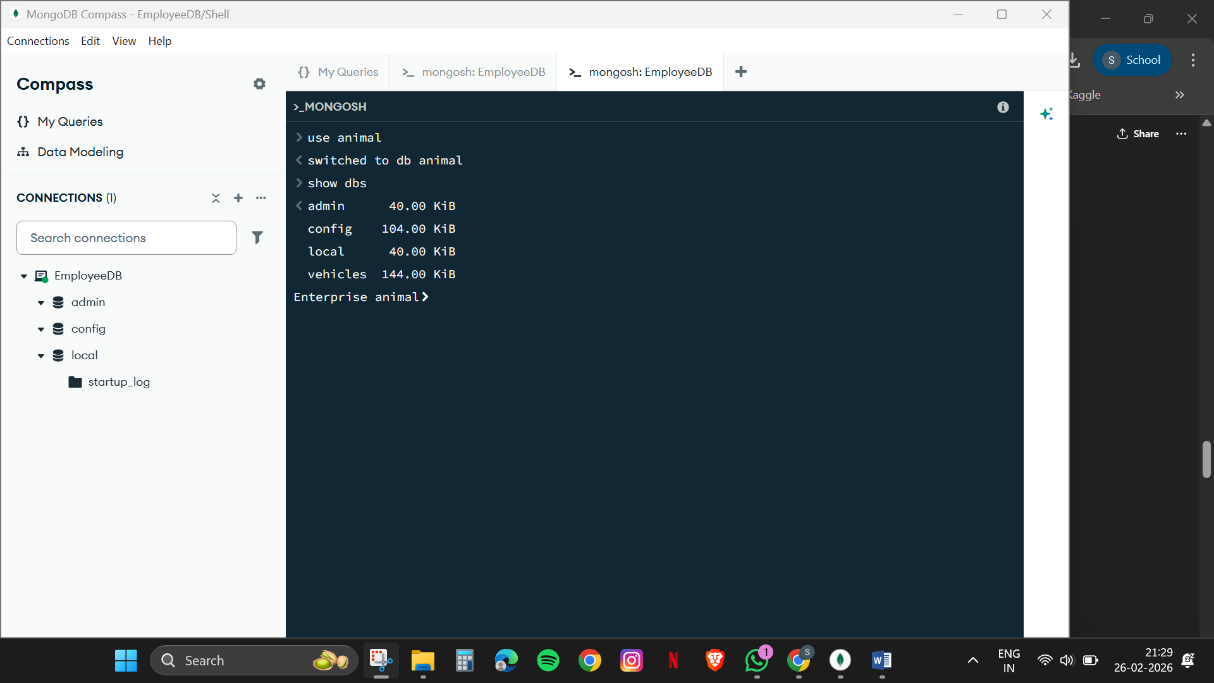 MongoDB Compass - EmployeeDB/Shell
Connections Edit View Help
Compass
My Queries
Data Modeling
CONNECTIONS (1)
Search connections
EmployeeDB
admin
config
local
startup_log
{} My Queries
>_ mongosh: EmployeeDB
>_ mongosh: EmployeeDB
>_MONGOSH
> use animal
< switched to db animal
> show dbs
< admin 40.00 KiB
config 104.00 KiB
local 40.00 KiB
vehicles 144.00 KiB
Enterprise animal>
S School
Kaggle
Share
Search
1
S
ENG
IN
21:29
26-02-2026